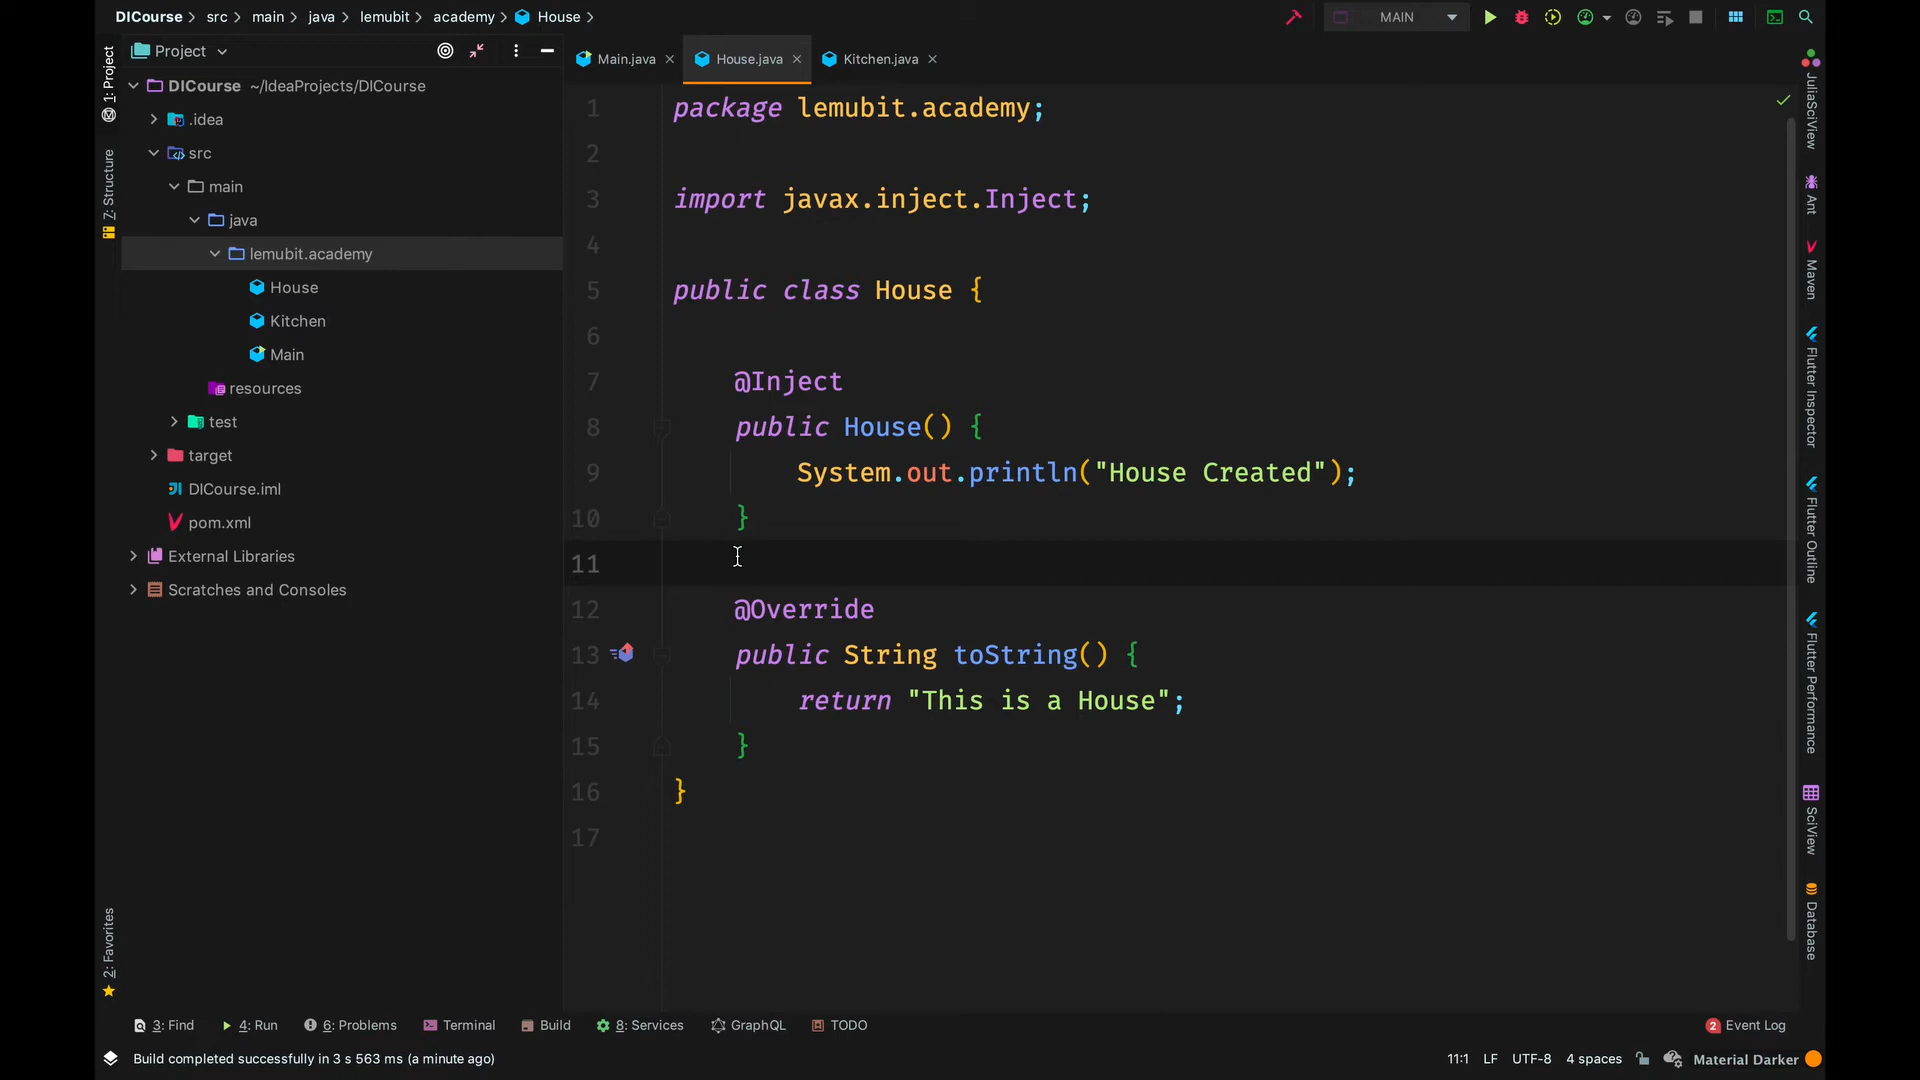 DICourse src main java lemubit academy House
MAIN
1: Project
Project
Main.java
House.java
Kitchen.java
DICourse ~/IdeaProjects/DICourse
.idea
src
main
java
lemubit.academy
House
Kitchen
Main
resources
test
target
DICourse.iml
pom.xml
External Libraries
Scratches and Consoles
Z: Structure
2: Favorites
1 package lemubit.academy;
2
3 import javax.inject.Inject;
4
5 public class House {
6
7 @Inject
8 public House() {
9 System.out.println("House Created");
10 }
11
12 @Override
13 public String toString() {
14 return "This is a House";
15 }
16 }
17
JuliaSciView
Ant
Maven
Flutter Inspector
Flutter Outline
Flutter Performance
SciView
Database
3: Find 4: Run 6: Problems Terminal Build 8: Services GraphQL TODO 2 Event Log
Build completed successfully in 3 s 563 ms (a minute ago) 11:1 LF UTF-8 4 spaces Material Darker